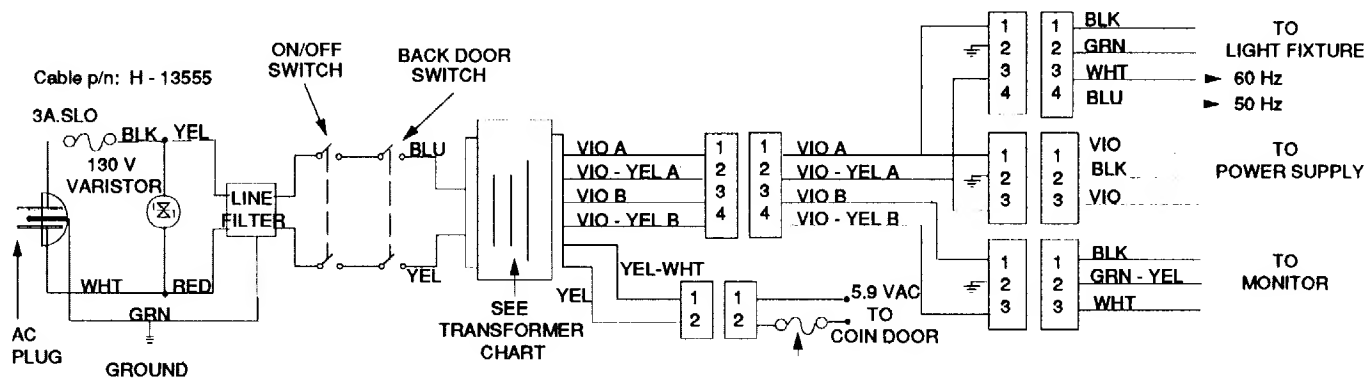 Cable p/n: H - 13555
3A.SLO
BLK
YEL
130 V
VARISTOR
WHT
RED
GRN
AC
PLUG
GROUND
LINE
FILTER
ON/OFF
SWITCH
BACK DOOR
SWITCH
BLU
YEL
SEE
TRANSFORMER
CHART
VIO A
VIO - YEL A
VIO B
VIO - YEL B
YEL-WHT
YEL
1
2
3
4
1
2
3
4
VIO A
VIO - YEL A
VIO B
VIO - YEL B
1
2
1
2
5.9 VAC
TO
COIN DOOR
1
2
3
4
1
2
3
4
BLK
GRN
WHT
BLU
TO
LIGHT FIXTURE
60 Hz
50 Hz
1
2
3
1
2
3
VIO
BLK
VIO
TO
POWER SUPPLY
1
2
3
1
2
3
BLK
GRN - YEL
WHT
TO
MONITOR